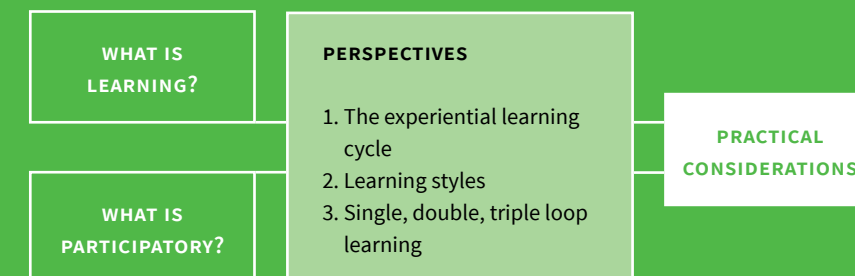 WHAT IS
LEARNING?
WHAT IS
PARTICIPATORY?
PERSPECTIVES
1. The experiential learning
cycle
2. Learning styles
3. Single, double, triple loop
learning
PRACTICAL
CONSIDERATIONS